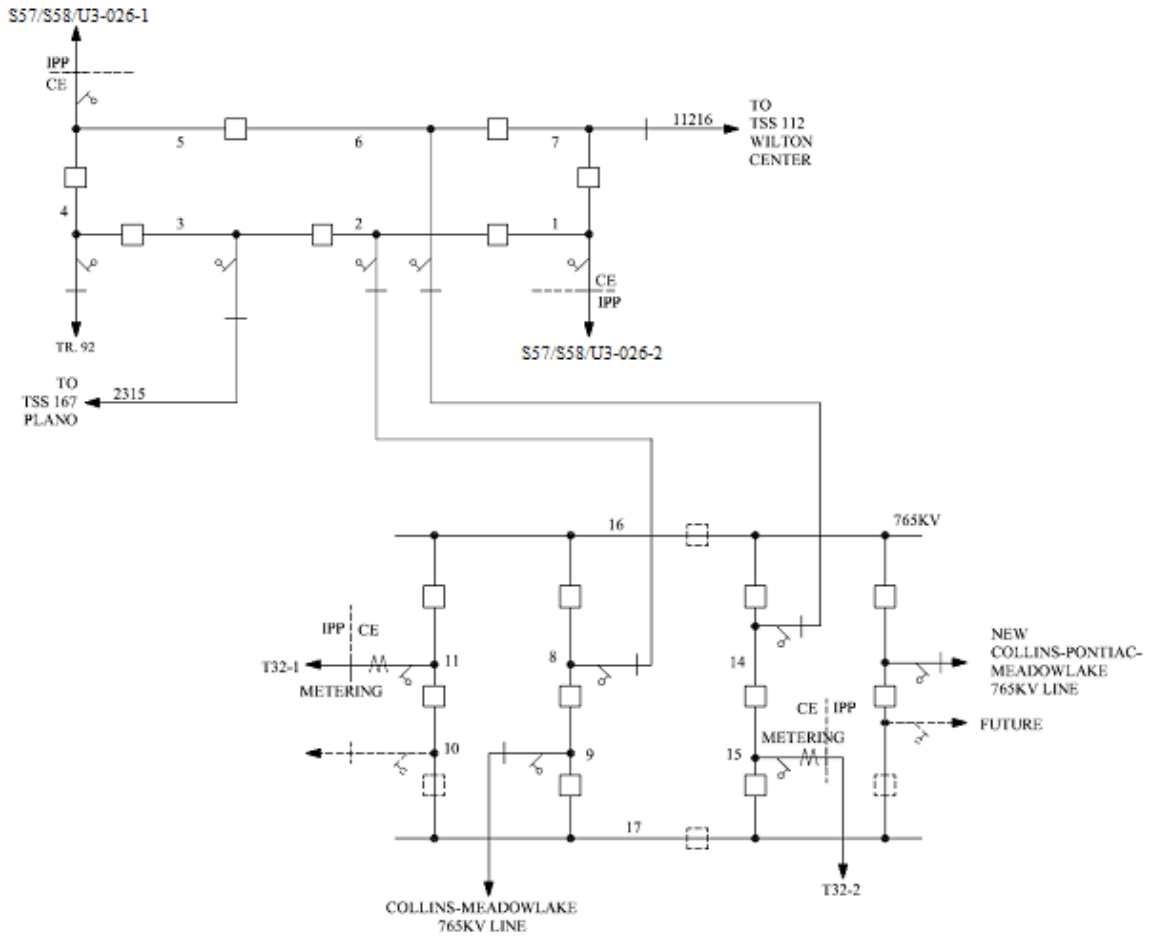 S57/S58/U3-026-1
IPP
CE
5
6
7
11216
TO
TSS 112
WILTON
CENTER
4
3
2
1
CE
IPP
TR. 92
S57/S58/U3-026-2
TO
TSS 167
PLANO
2315
16
765KV
IPP
CE
T32-1
METERING
11
8
14
NEW
COLLINS-PONTIAC-
MEADOWLAKE
765KV LINE
CE
IPP
FUTURE
METERING
10
9
15
17
T32-2
COLLINS-MEADOWLAKE
765KV LINE